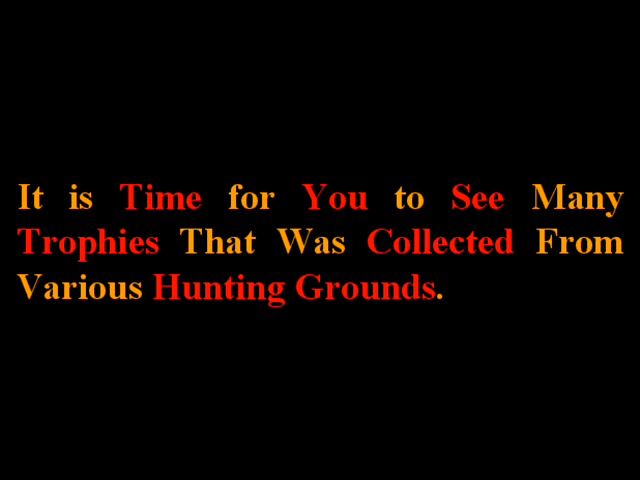 It is Time for You to See Many
Trophies That Was Collected From
Various Hunting Grounds.